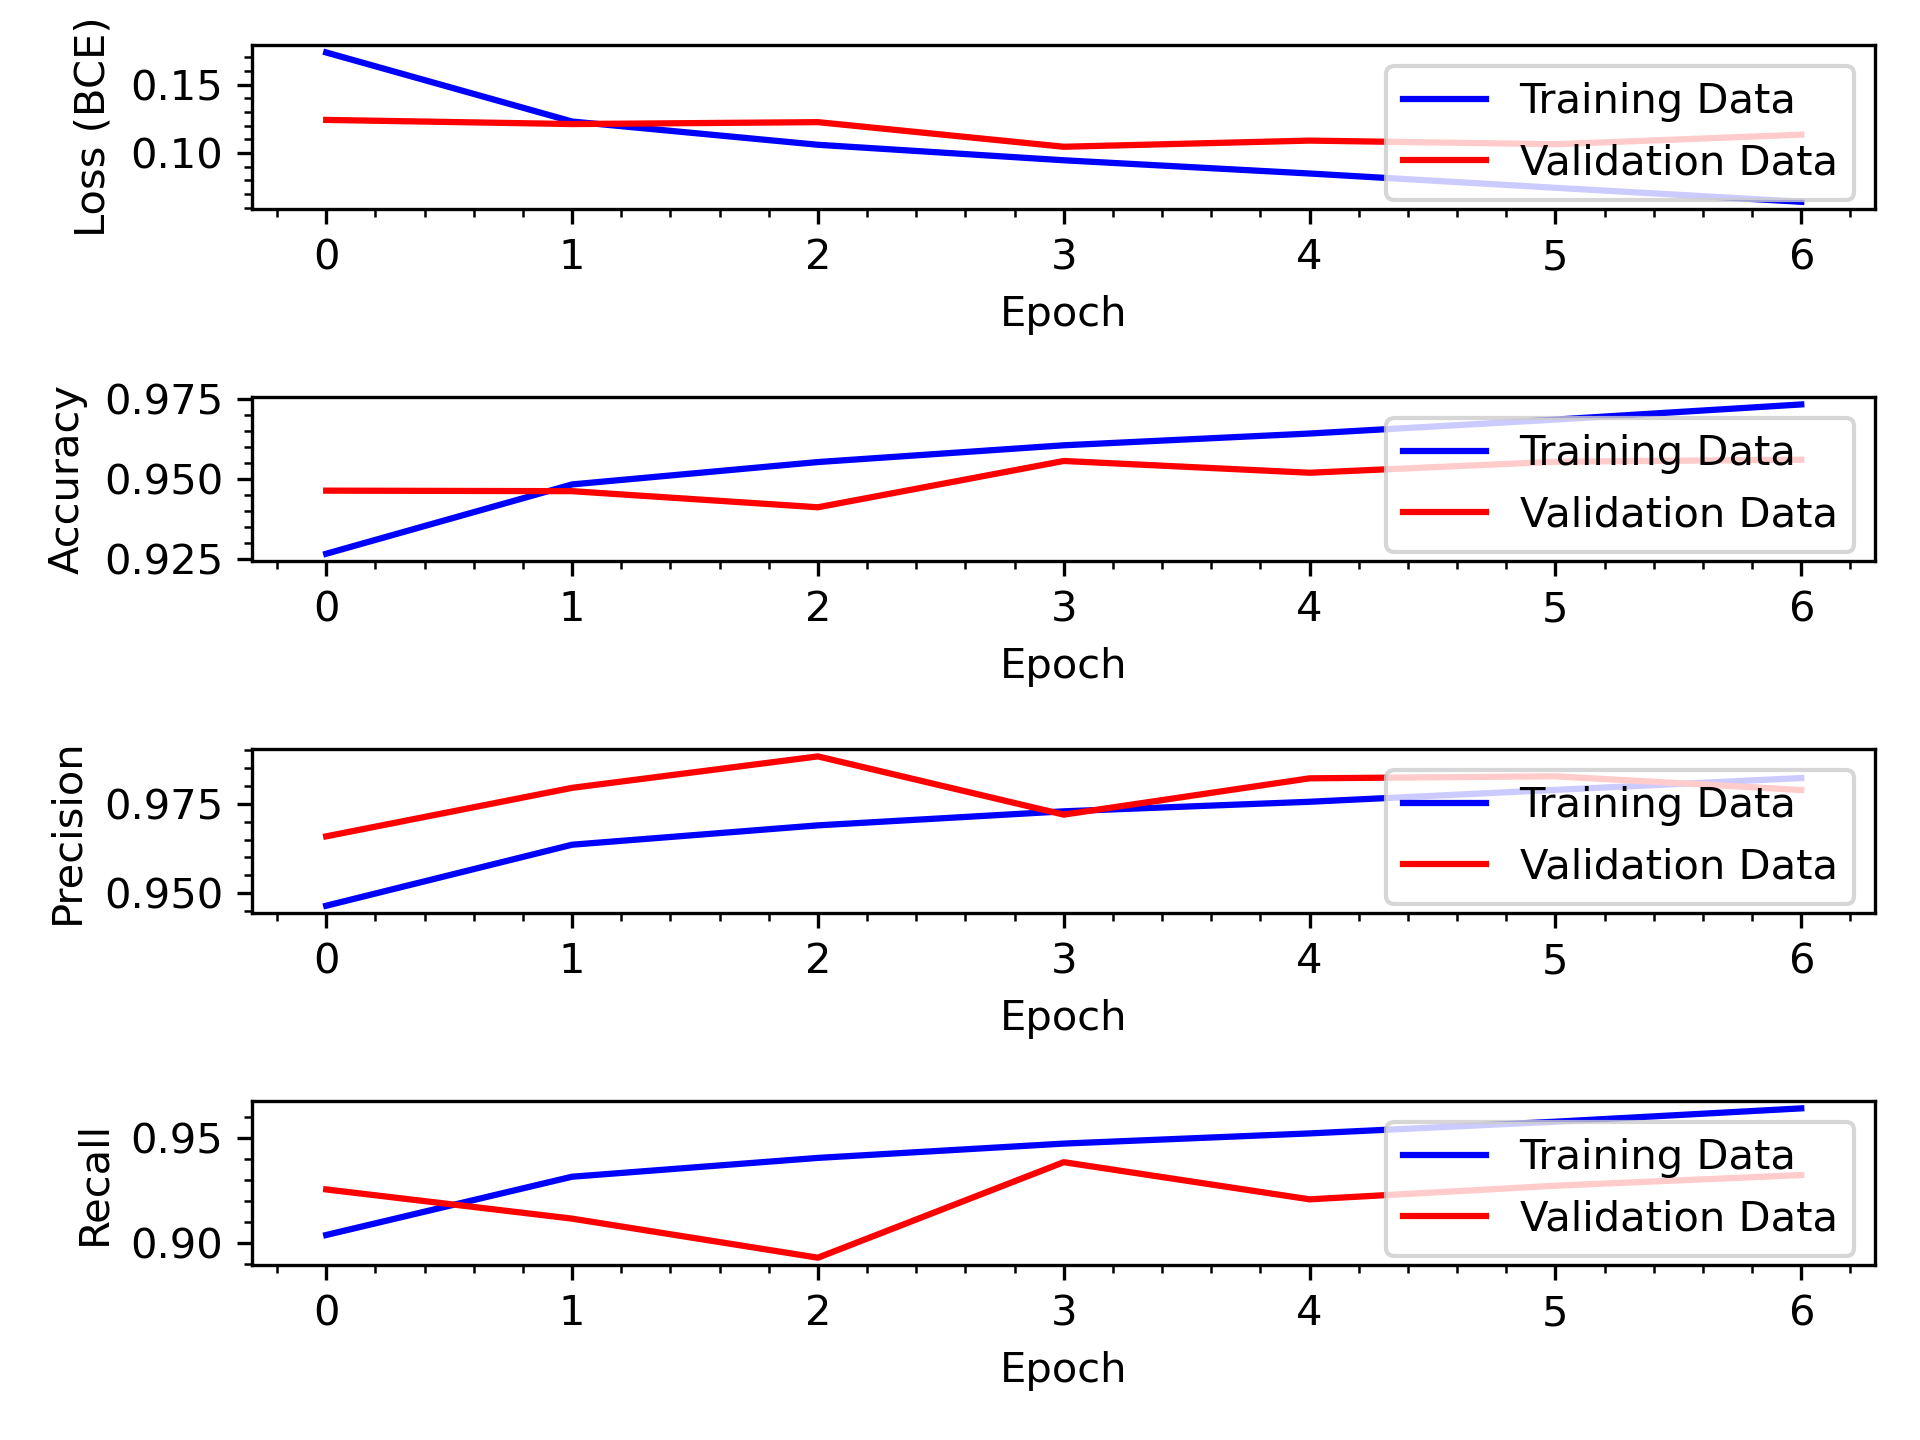 Loss (BCE)
0.15
0.10
Training Data
Validation Data
0 1 2 3 4 5 6
Epoch
Accuracy
0.975
0.950
0.925
Training Data
Validation Data
0 1 2 3 4 5 6
Epoch
Precision
0.975
0.950
Training Data
Validation Data
0 1 2 3 4 5 6
Epoch
Recall
0.95
0.90
Training Data
Validation Data
0 1 2 3 4 5 6
Epoch